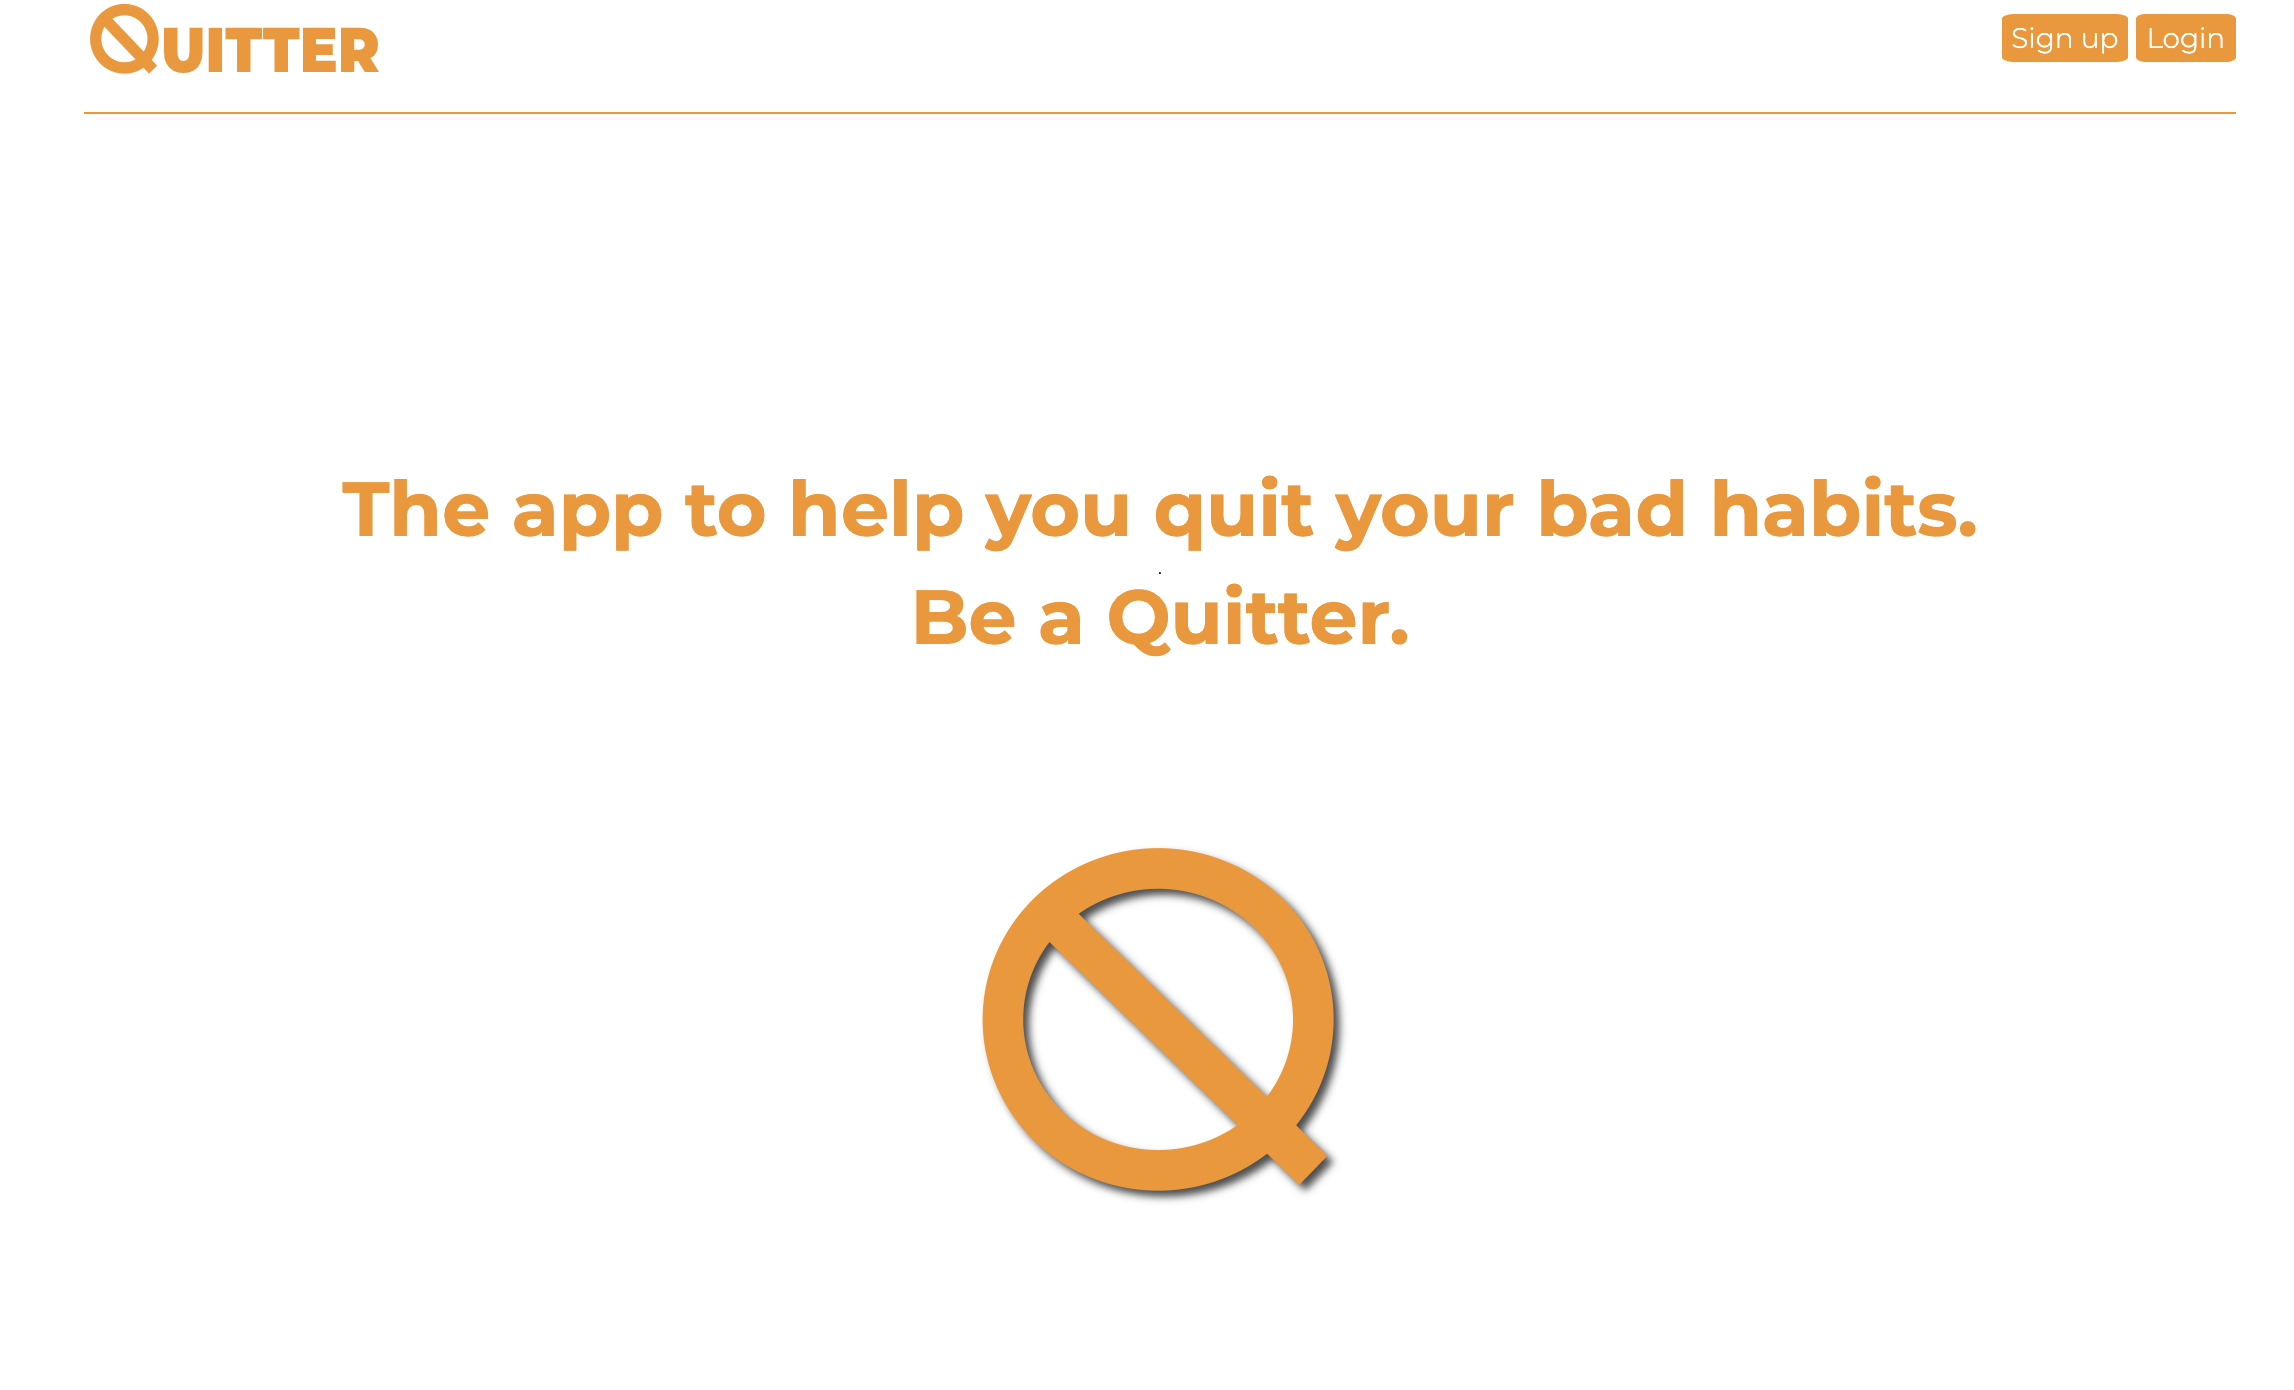 QUITTER
Sign up
Login
The app to help you quit your bad habits.
.
Be a Quitter.
Q